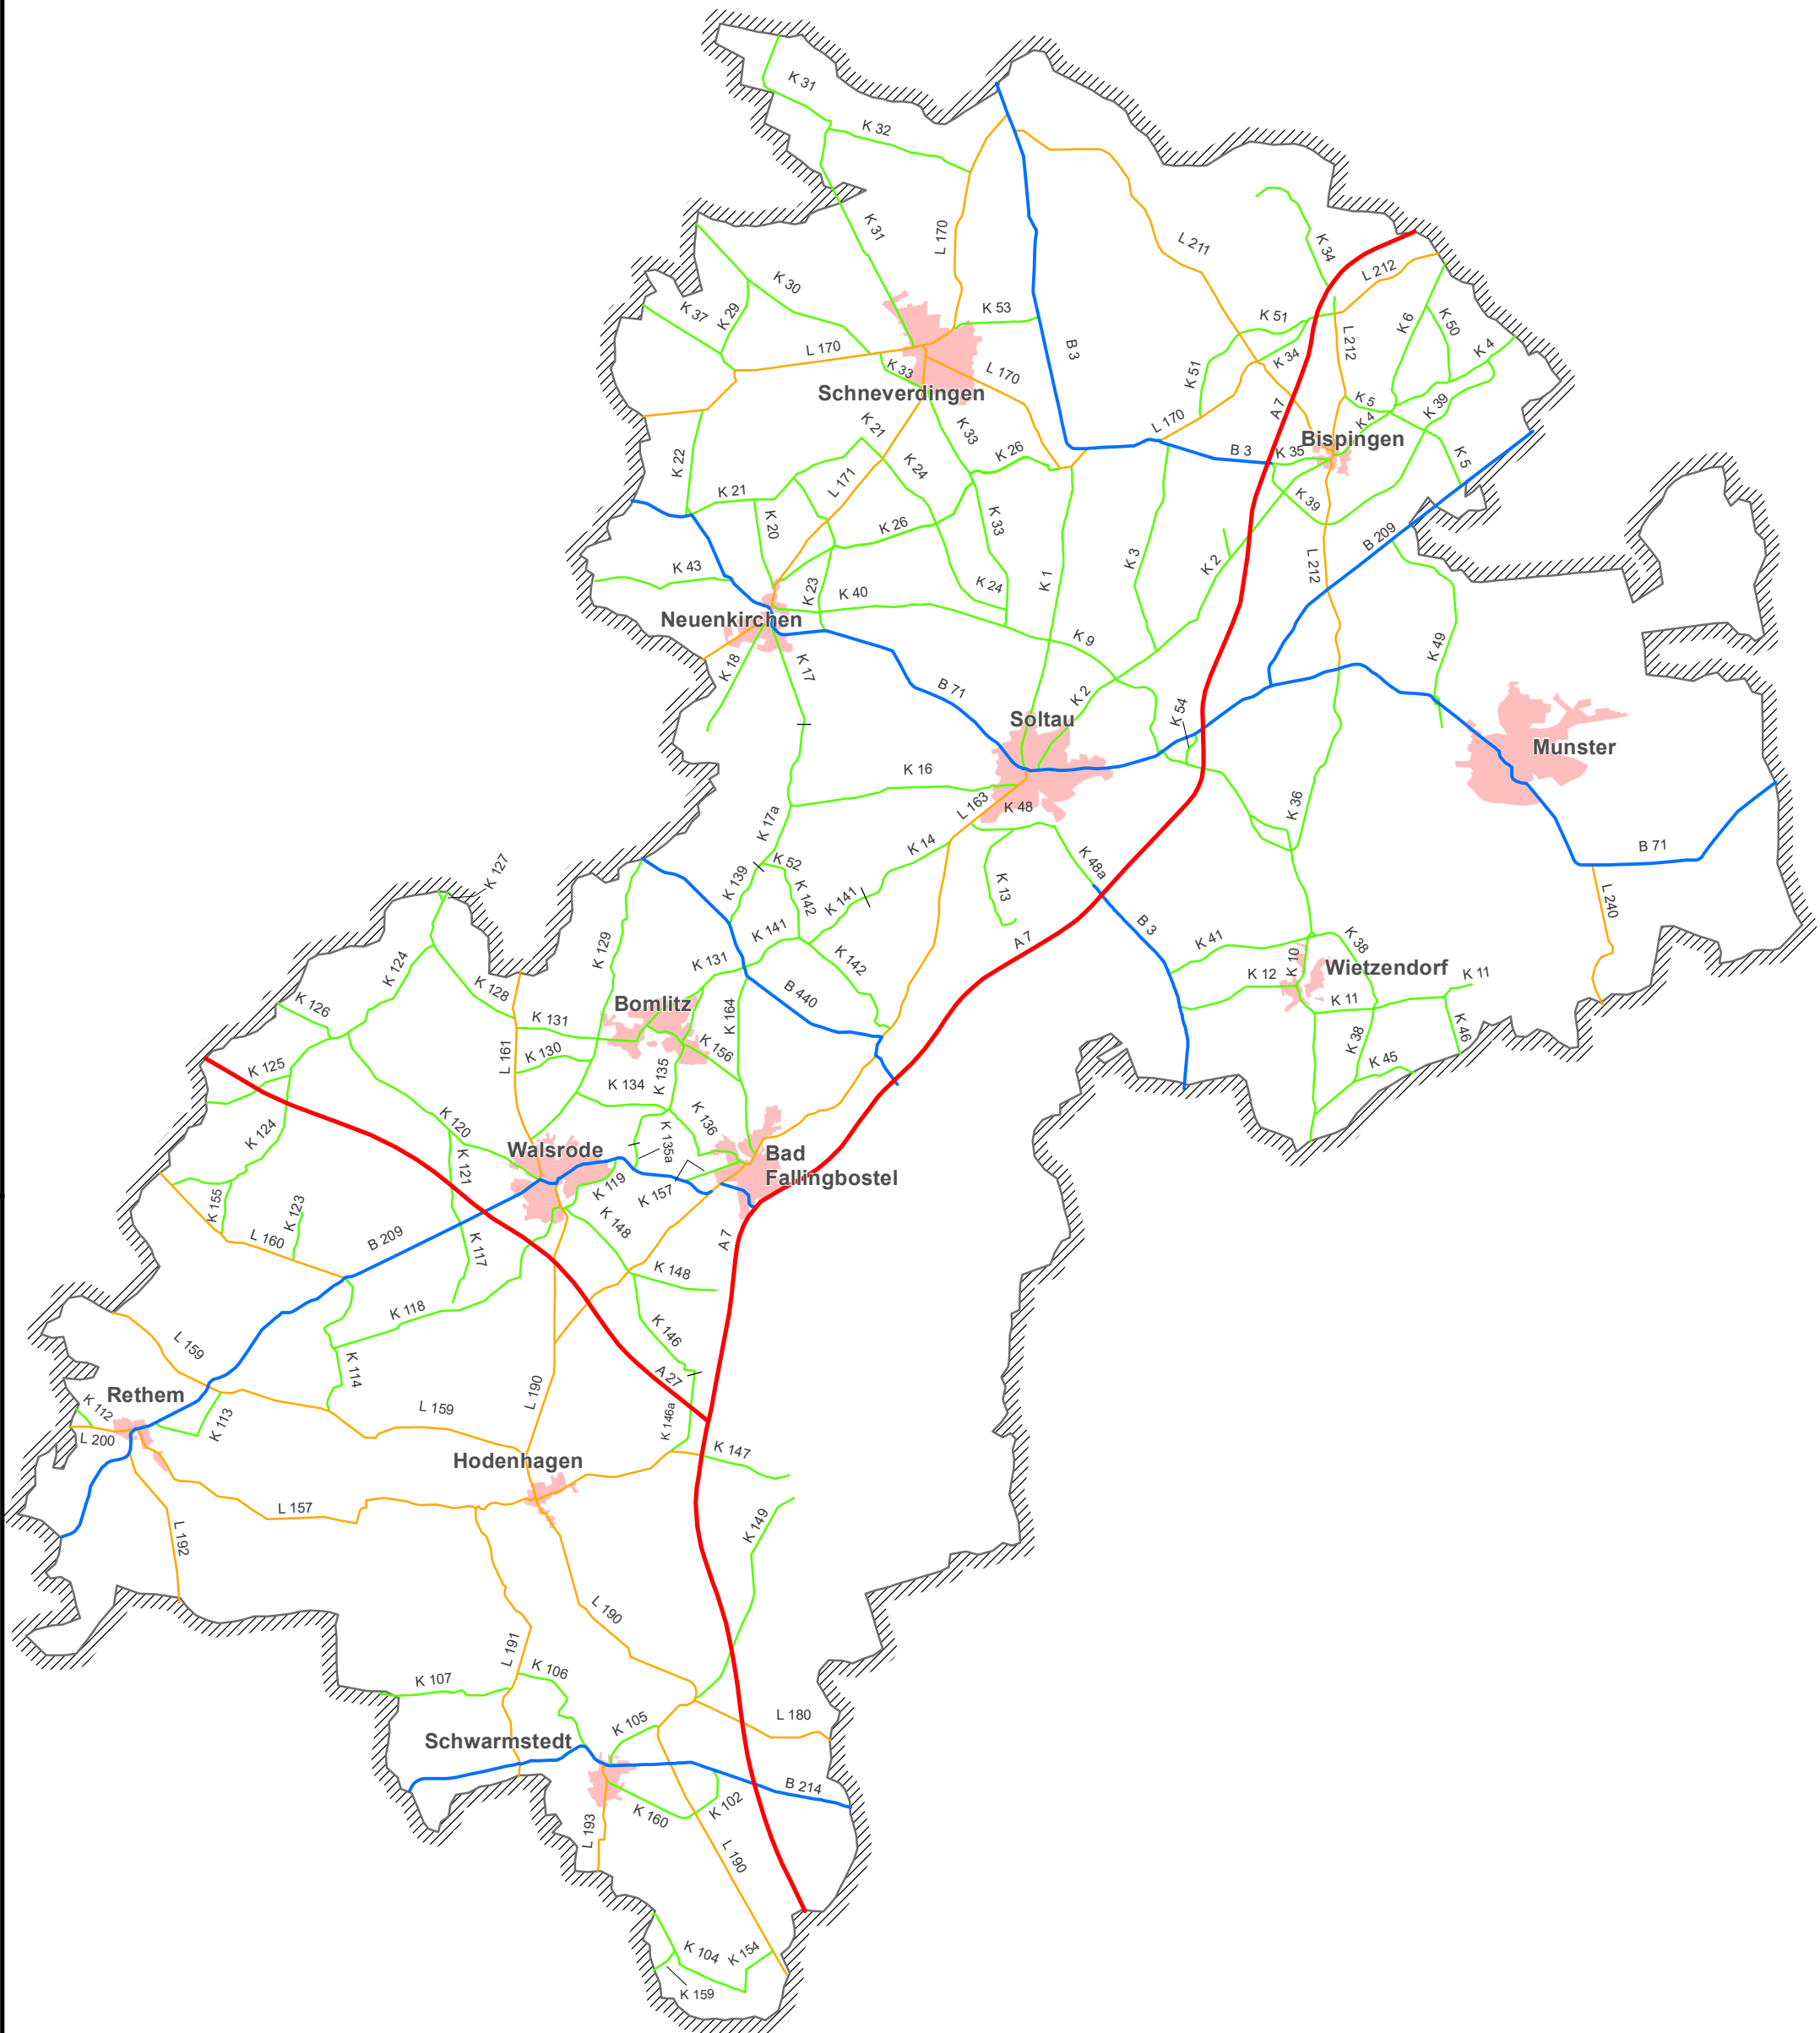 K 31
K 32
K 31
L 170
L 211
K 34
L 212
K 30
K 37
K 29
K 53
K 51
K 6
K 50
L 212
K 4
L 170
B 3
K 34
K 33
L 170
K 51
Schneverdingen
K 5
K 39
A 7
K 4
L 170
K 21
K 33
Bispingen
K 26
B 3
K 35
K 5
K 22
K 24
L 171
K 21
K 39
K 20
K 26
K 33
B 209
K 3
K 2
L 212
K 43
K 1
K 23
K 40
K 24
Neuenkirchen
K 9
K 49
K 18
K 17
B 71
K 2
K 54
Soltau
Munster
K 16
L 163
K 48
K 36
K 17a
K 14
B 71
K 52
K 48a
K 127
K 139
K 142
K 141
K 13
L 240
B 3
K 141
K 129
A 7
K 41
K 38
K 124
K 131
K 142
K 10
Wietzendorf
K 12
K 11
K 128
B 440
K 11
K 126
Bomlitz
K 131
K 164
K 46
K 38
K 156
K 130
L 161
K 125
K 45
K 135
K 134
K 120
K 136
K 124
K 135a
Walsrode
Bad
Fallingbostel
K 121
K 119
K 157
K 155
K 123
K 148
L 160
B 209
K 117
A 7
K 148
K 118
K 146
L 159
K 114
A 27
Rethem
L 190
K 112
L 159
K 113
K 146a
L 200
K 147
Hodenhagen
L 157
K 149
L 192
L 190
L 191
K 106
K 107
K 105
L 180
Schwarmstedt
B 214
K 102
K 160
L 193
L 190
K 104
K 154
K 159